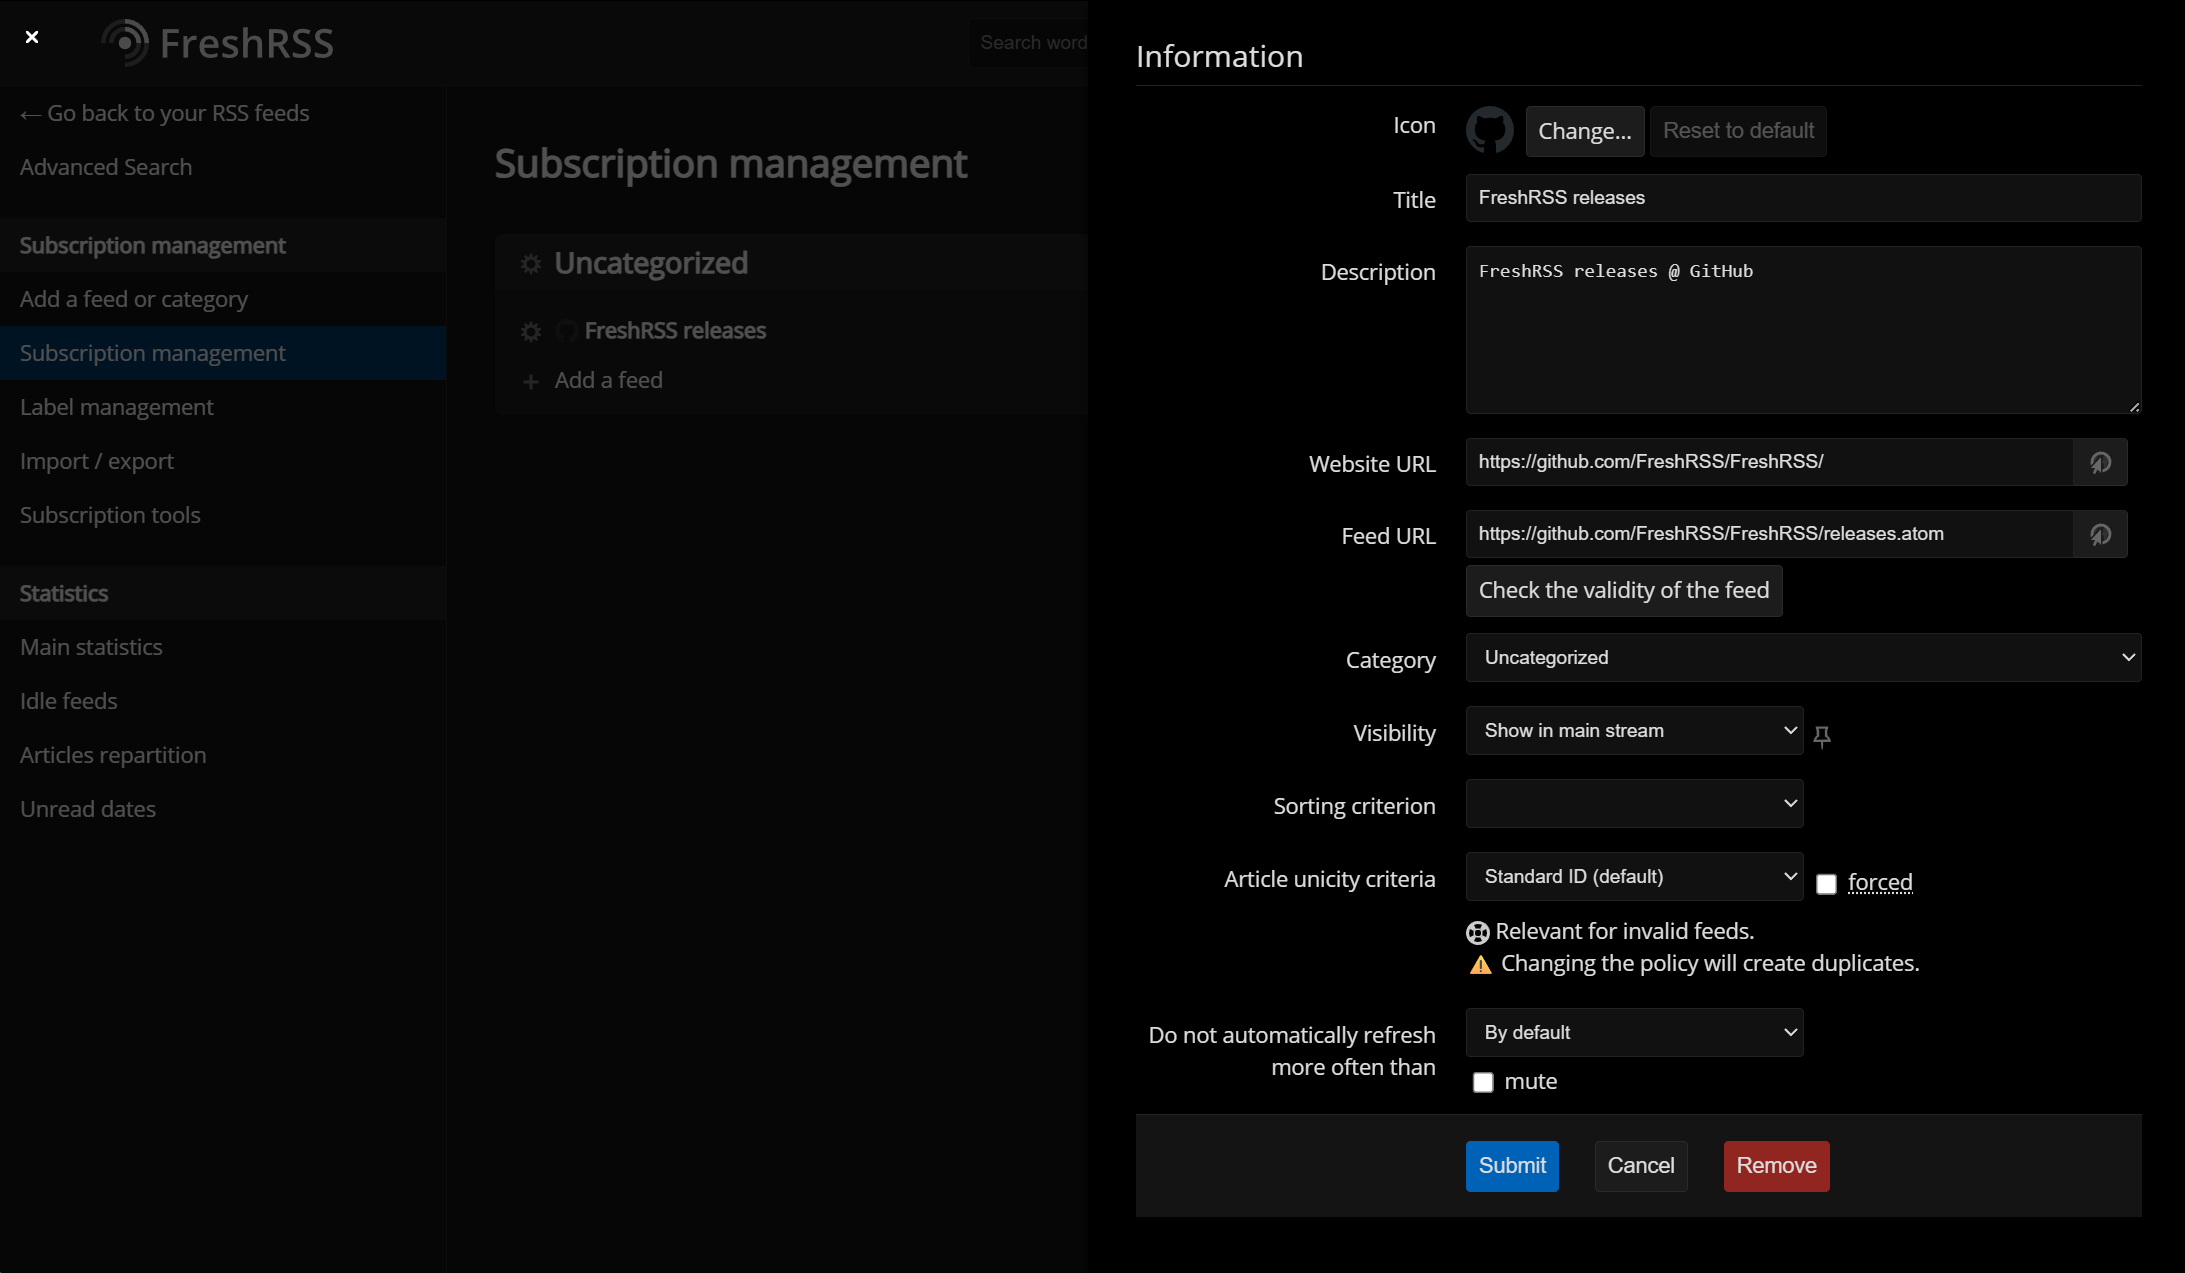 FreshRSS
Search word
← Go back to your RSS feeds
Advanced Search
Subscription management
Add a feed or category
Subscription management
Label management
Import / export
Subscription tools
Statistics
Main statistics
Idle feeds
Articles repartition
Unread dates
Subscription management
Uncategorized
FreshRSS releases
+ Add a feed
Information
Icon
Change...
Reset to default
Title
FreshRSS releases
Description
FreshRSS releases @ GitHub
Website URL
https://github.com/FreshRSS/FreshRSS/
Feed URL
https://github.com/FreshRSS/FreshRSS/releases.atom
Check the validity of the feed
Category
Uncategorized
Visibility
Show in main stream
Sorting criterion
Article unicity criteria
Standard ID (default)
forced
Relevant for invalid feeds.
Changing the policy will create duplicates.
Do not automatically refresh
more often than
By default
mute
Submit
Cancel
Remove